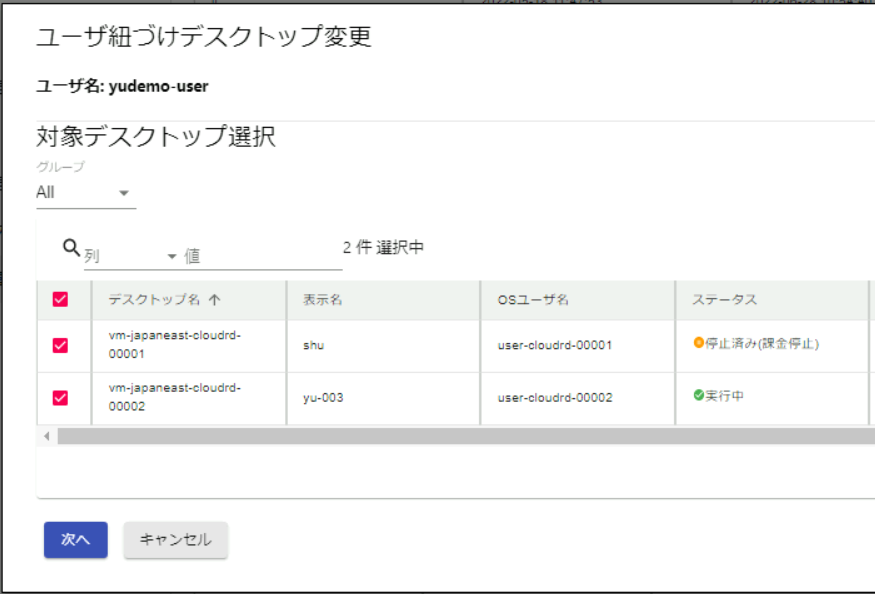 ユーザ紐づけデスクトップ変更
ユーザ名: yudemo-user
対象デスクトップ選択
グループ
All
列 値 2 件 選択中
デスクトップ名 表示名 OSユーザ名 ステータス
vm-japaneast-cloudrd-
00001
shu user-cloudrd-00001 停止済み(課金停止)
vm-japaneast-cloudrd-
00002
yu-003 user-cloudrd-00002 実行中
次へ キャンセル